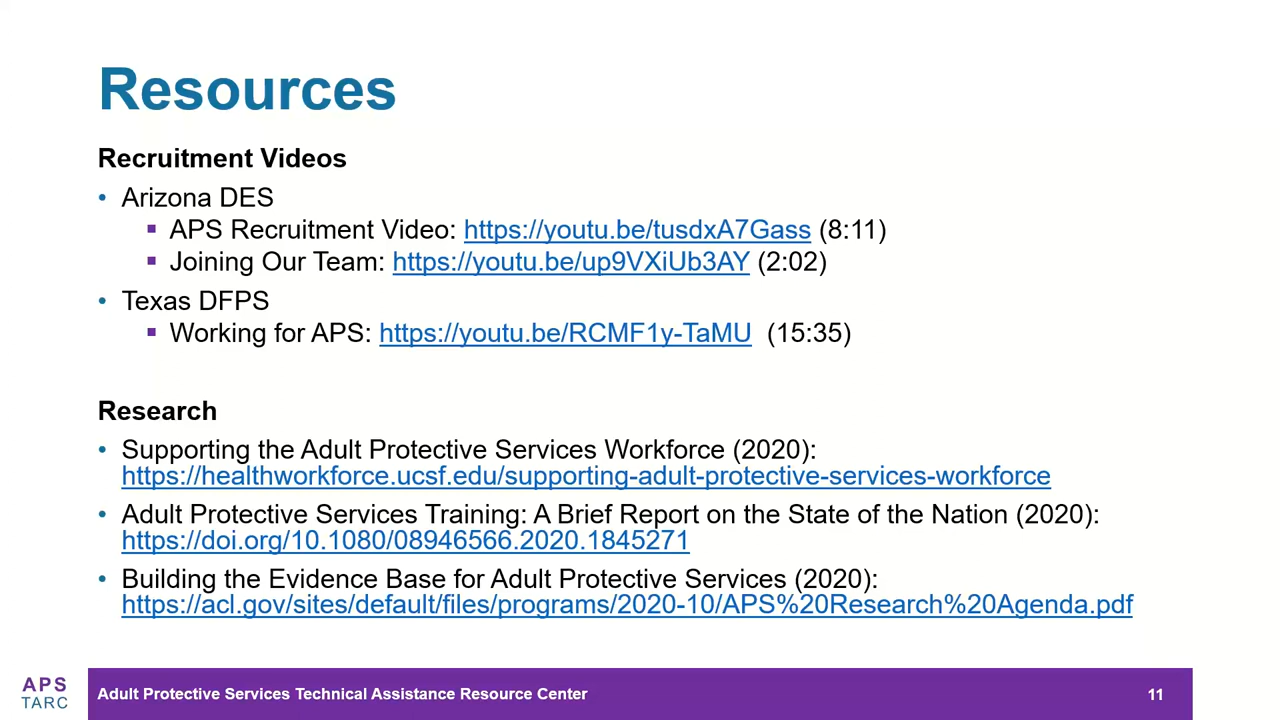 Resources
Recruitment Videos
• Arizona DES
▪ APS Recruitment Video: https://youtu.be/tusdxA7Gass (8:11)
▪ Joining Our Team: https://youtu.be/up9VXiUb3AY (2:02)
• Texas DFPS
▪ Working for APS: https://youtu.be/RCMF1y-TaMU (15:35)
Research
• Supporting the Adult Protective Services Workforce (2020):
https://healthworkforce.ucsf.edu/supporting-adult-protective-services-workforce
• Adult Protective Services Training: A Brief Report on the State of the Nation (2020):
https://doi.org/10.1080/08946566.2020.1845271
• Building the Evidence Base for Adult Protective Services (2020):
https://acl.gov/sites/default/files/programs/2020-10/APS%20Research%20Agenda.pdf
APS
TARC
Adult Protective Services Technical Assistance Resource Center
11